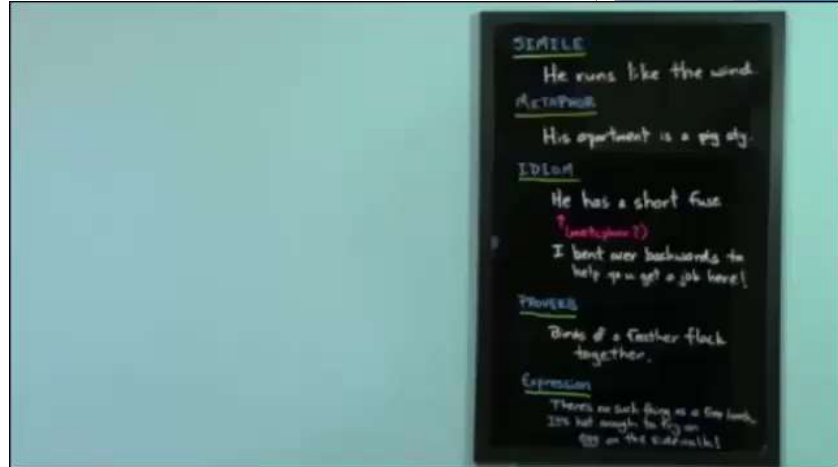 SIMILE
He runs like the wind.
METAPHOR
His apartment is a pig sty.
IDIOM
He has a short fuse
(metaphor?)
I bent over backwards to
help you get a job here!
PROVERB
Birds of a feather flock
together.
Expression
There's no such thing as a free lunch.
It's hot enough to fry an
egg on the sidewalk!